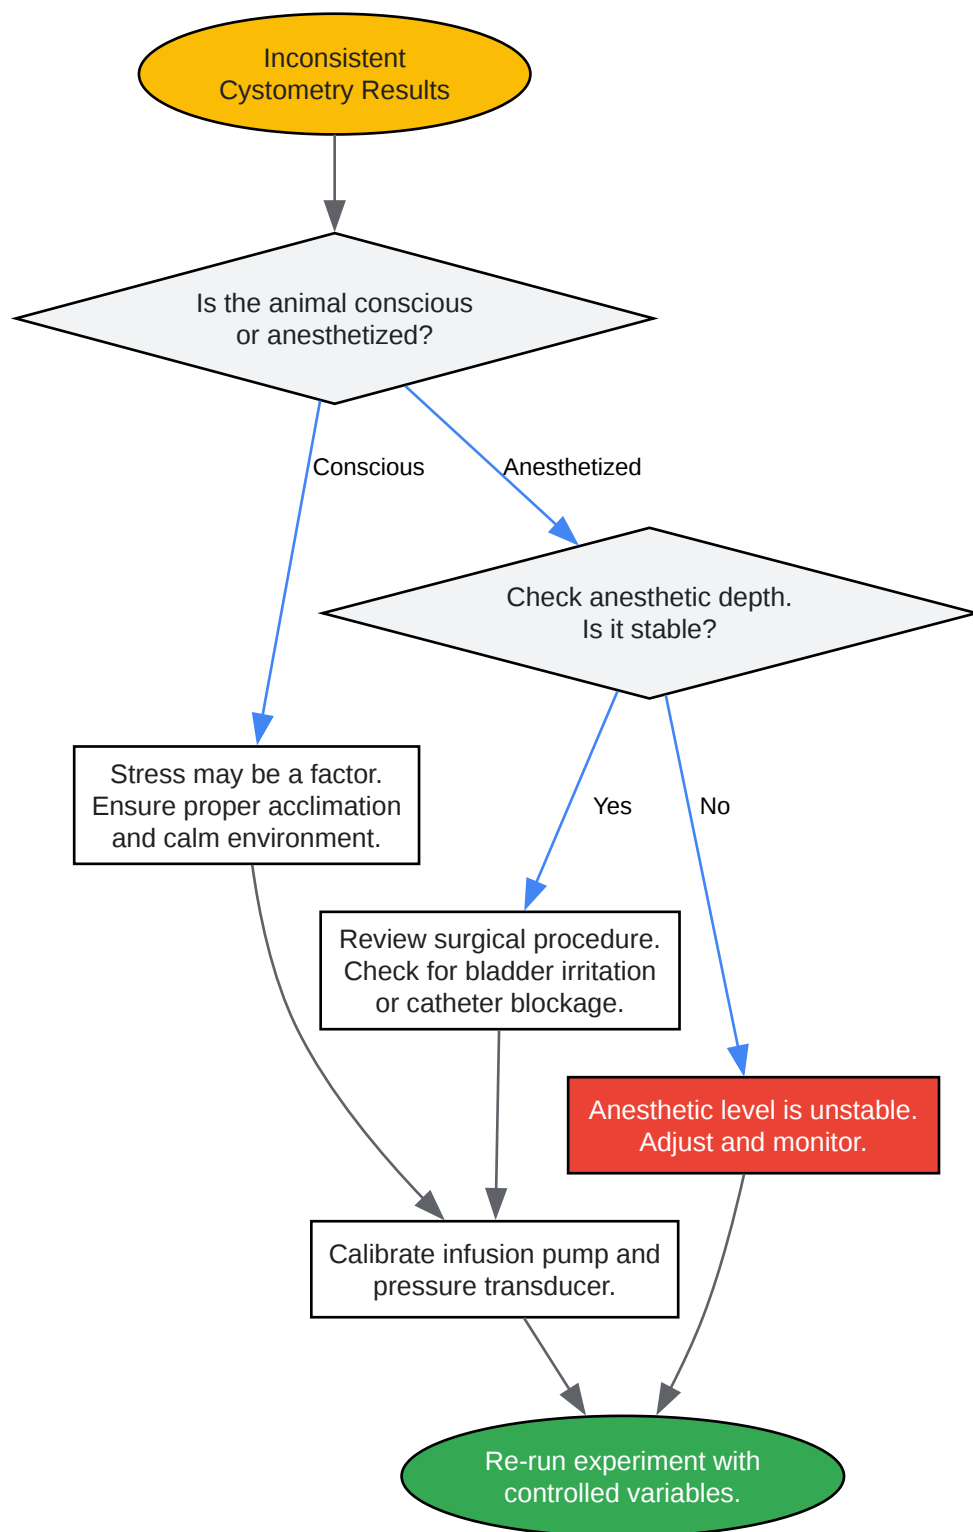 Inconsistent
Cystometry Results
Is the animal conscious
or anesthetized?
Conscious
Anesthetized
Check anesthetic depth.
Is it stable?
Stress may be a factor.
Ensure proper acclimation
and calm environment.
Yes
No
Review surgical procedure.
Check for bladder irritation
or catheter blockage.
Anesthetic level is unstable.
Adjust and monitor.
Calibrate infusion pump and
pressure transducer.
Re-run experiment with
controlled variables.